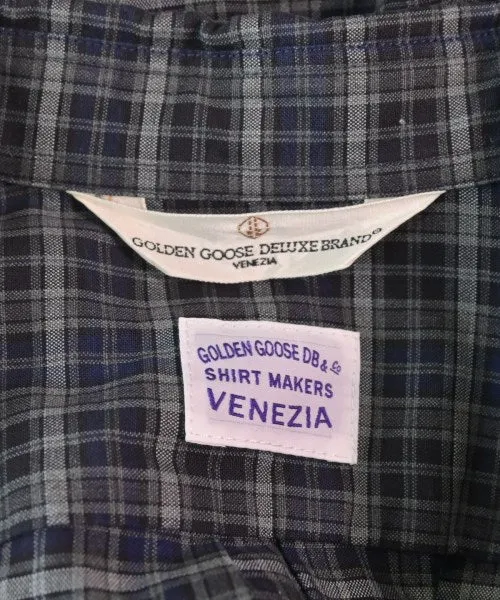 GOLDEN GOOSE DELUXE BRAND®
VENEZIA
GOLDEN GOOSE DB & Co
SHIRT MAKERS
VENEZIA